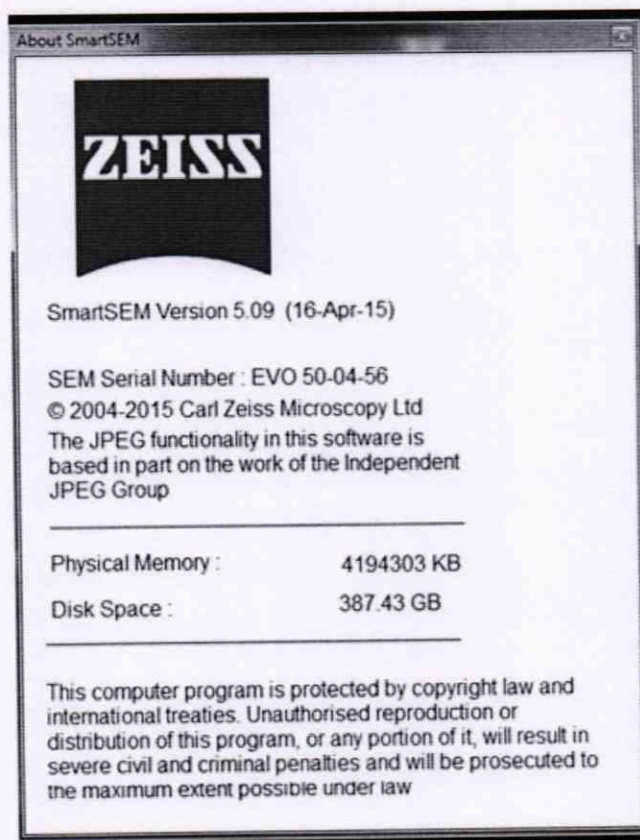 About SmartSEM
ZEISS
SmartSEM Version 5.09 (16-Apr-15)
SEM Serial Number : EVO 50-04-56
© 2004-2015 Carl Zeiss Microscopy Ltd
The JPEG functionality in this software is
based in part on the work of the Independent
JPEG Group
Physical Memory : 4194303 KB
Disk Space : 387.43 GB
This computer program is protected by copyright law and
international treaties. Unauthorised reproduction or
distribution of this program, or any portion of it, will result in
severe civil and criminal penalties and will be prosecuted to
the maximum extent possible under law